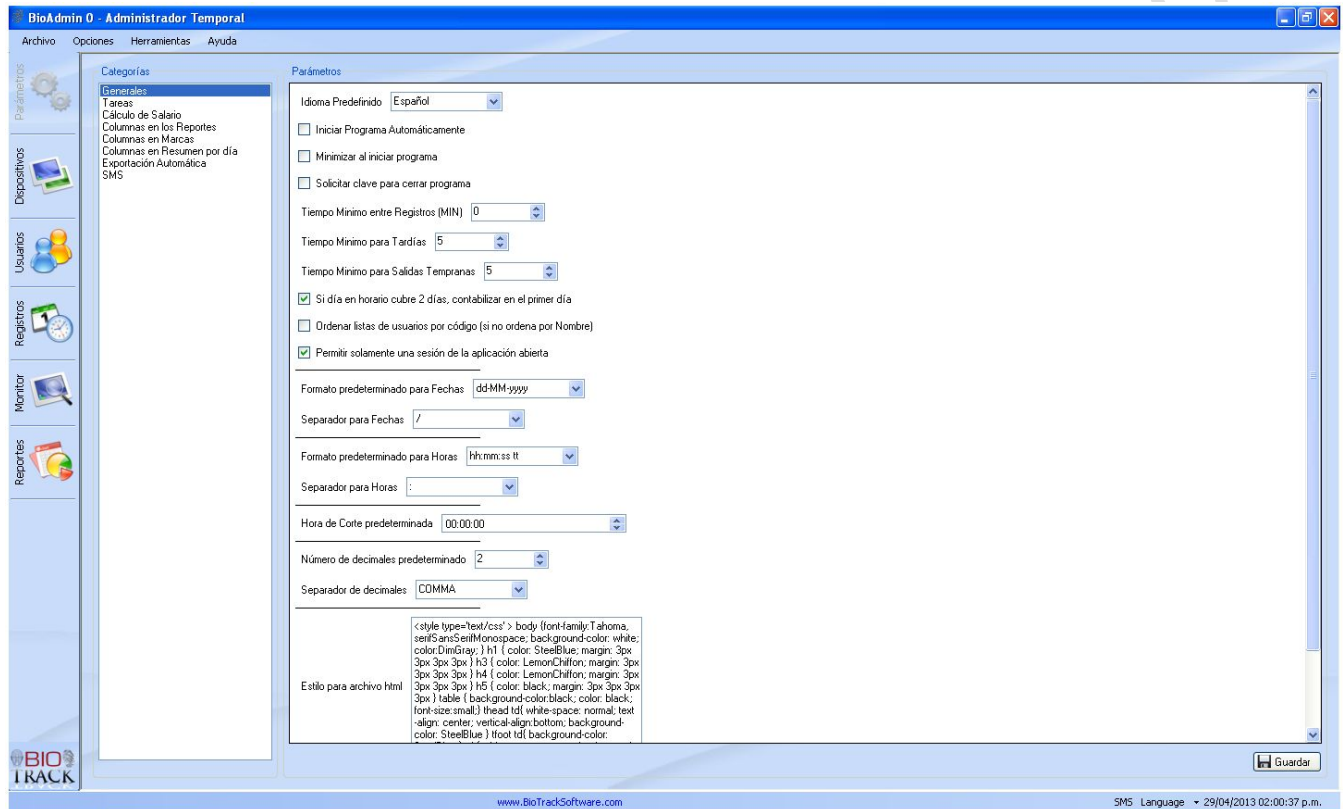 BioAdmin 0 - Administrador Temporal
Archivo Opciones Herramientas Ayuda
Parámetros
Dispositivos
Usuarios
Registros
Monitor
Reportes
BIO
TRACK
Categorías
Generales
Tareas
Cálculo de Salario
Columnas en los Reportes
Columnas en Marcas
Columnas en Resumen por día
Exportación Automática
SMS
Parámetros
Idioma Predefinido Español
Iniciar Programa Automáticamente
Minimizar al iniciar programa
Solicitar clave para cerrar programa
Tiempo Minimo entre Registros (MIN) 0
Tiempo Minimo para Tardías 5
Tiempo Minimo para Salidas Tempranas 5
Si día en horario cubre 2 días, contabilizar en el primer día
Ordenar listas de usuarios por código (si no ordena por Nombre)
Permitir solamente una sesión de la aplicación abierta
Formato predeterminado para Fechas dd-MM-yyyy
Separador para Fechas /
Formato predeterminado para Horas hh:mm:ss tt
Separador para Horas :
Hora de Corte predeterminada 00:00:00
Número de decimales predeterminado 2
Separador de decimales COMMA
Estilo para archivo html
<style type='text/css' > body {font-family:Tahoma,
serifSansSerifMonospace; background-color: white;
color:DimGray; } h1 { color: SteelBlue; margin: 3px
3px 3px 3px } h3 { color: LemonChiffon; margin: 3px
3px 3px 3px } h4 { color: LemonChiffon; margin: 3px
3px 3px 3px } h5 { color: black; margin: 3px 3px 3px
3px } table { background-color:black; color: black;
font-size:small;} thead td{ white-space: normal; text
-align: center; vertical-align:bottom; background-
color: SteelBlue } tfoot td{ background-color:
Guardar
www.BioTrackSoftware.com
SMS Language 29/04/2013 02:00:37 p.m.